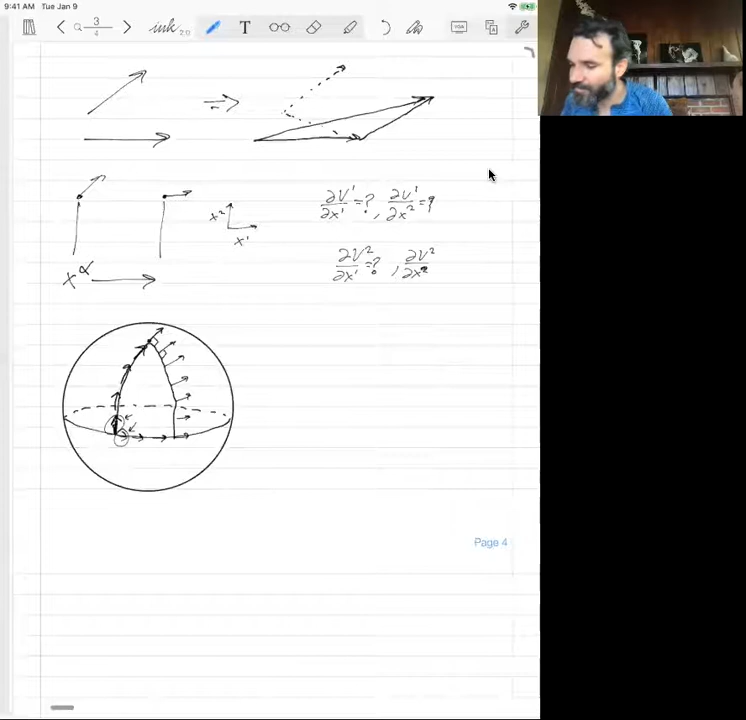 9:41 AM Tue Jan 9
3/4
ink 2.0
T
⇒
∂V¹/∂x¹ =? , ∂V¹/∂x² =?
x²
x¹
∂V²/∂x¹ =? , ∂V²/∂x²
x^α
Page 4